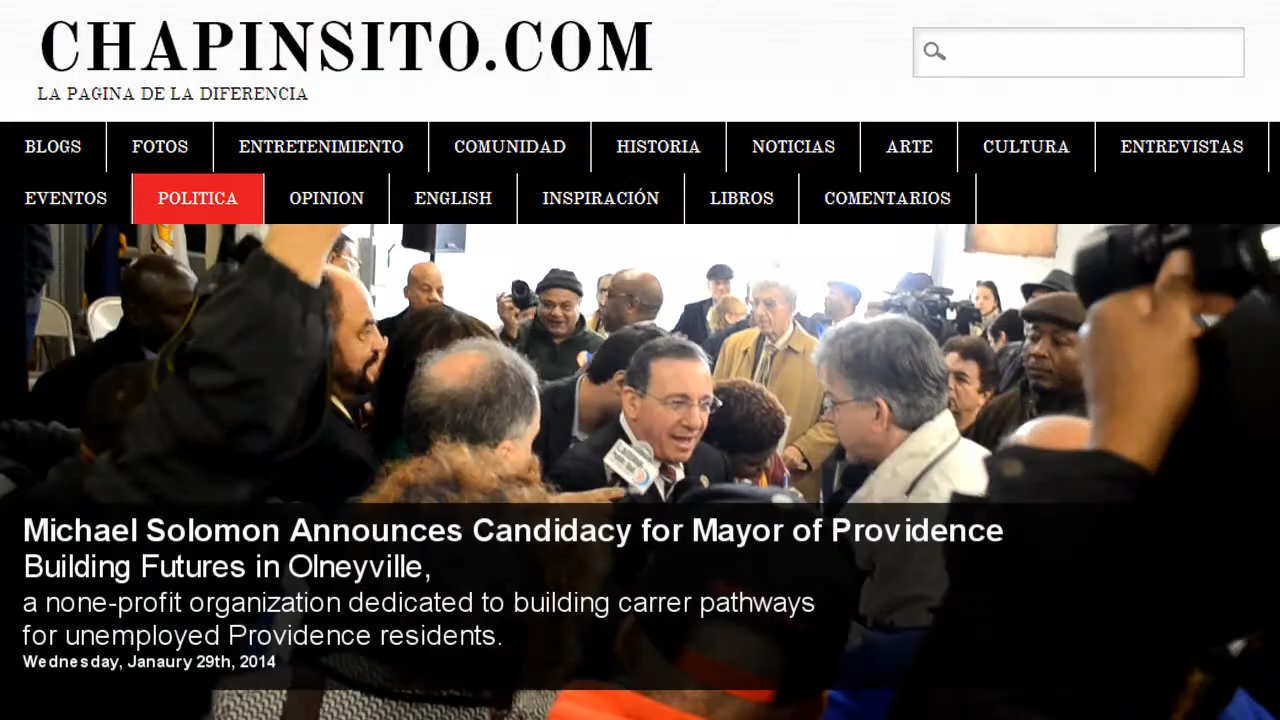 CHAPINSITO.COM
LA PAGINA DE LA DIFERENCIA
BLOGS FOTOS ENTRETENIMIENTO COMUNIDAD HISTORIA NOTICIAS ARTE CULTURA ENTREVISTAS
EVENTOS POLITICA OPINION ENGLISH INSPIRACIÓN LIBROS COMENTARIOS
Michael Solomon Announces Candidacy for Mayor of Providence
Building Futures in Olneyville,
a none-profit organization dedicated to building carrer pathways
for unemployed Providence residents.
Wednesday, Janaury 29th, 2014